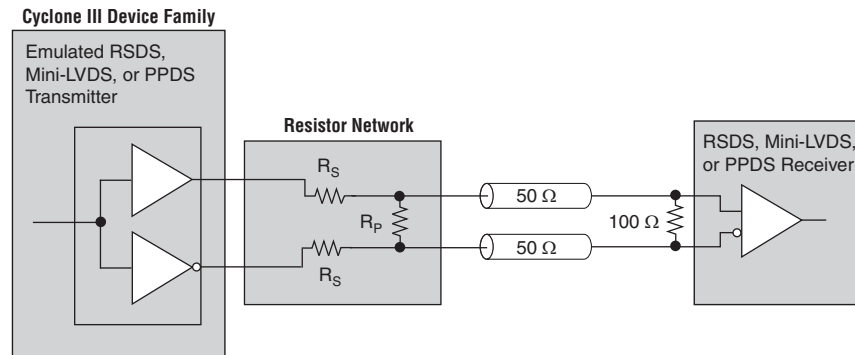 Cyclone III Device Family
Emulated RSDS,
Mini-LVDS, or PPDS
Transmitter
Resistor Network
RS
RP
RS
50 Ω
50 Ω
100 Ω
RSDS, Mini-LVDS,
or PPDS Receiver